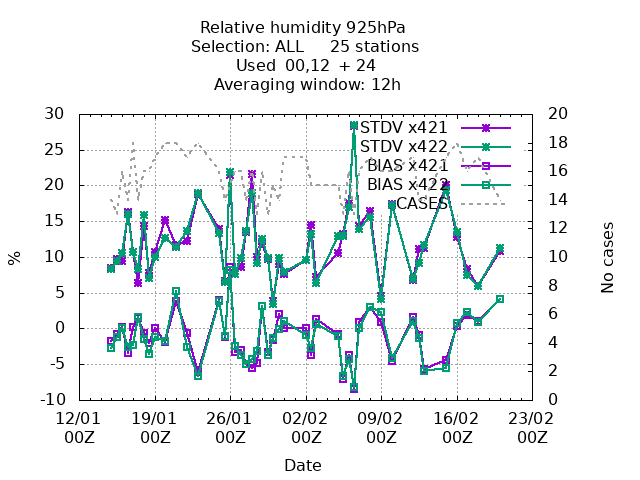 Relative humidity 925hPa
Selection: ALL 25 stations
Used 00,12 + 24
Averaging window: 12h
30 20
25 18
20 16
15 14
10 12
5 10
0 8
-5 6
-10 4
2
0
%
No cases
STDV x421
STDV x422
BIAS x421
BIAS x422
CASES
12/01 19/01 26/01 02/02 09/02 16/02 23/02
00Z 00Z 00Z 00Z 00Z 00Z 00Z
Date